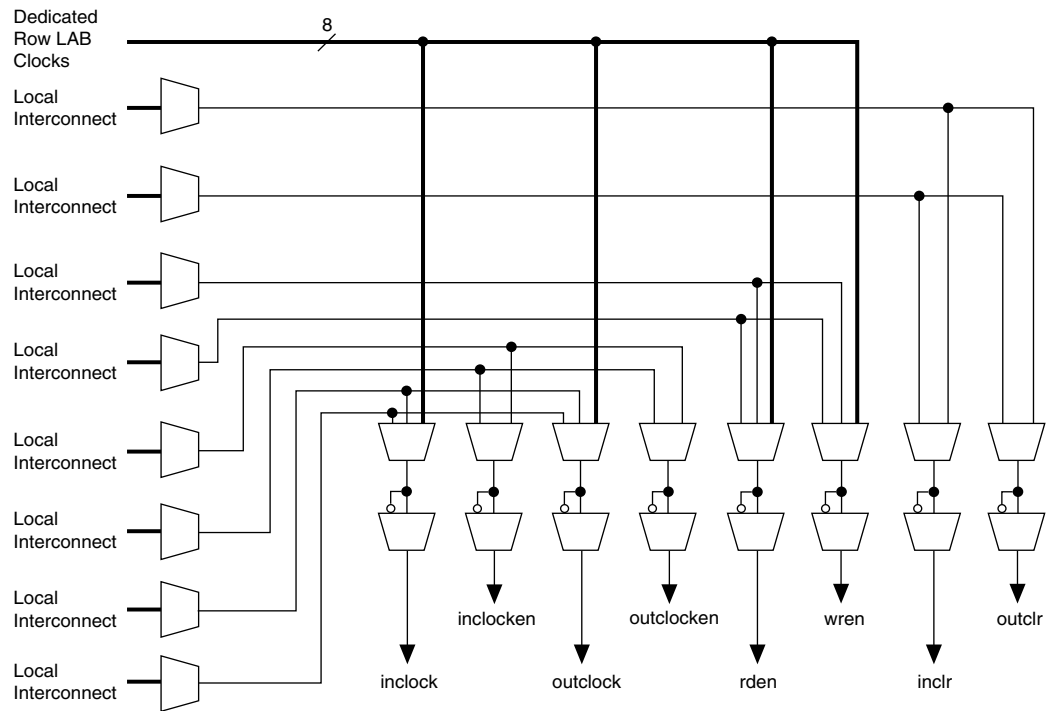 Dedicated
Row LAB
Clocks
8
Local
Interconnect
Local
Interconnect
Local
Interconnect
Local
Interconnect
Local
Interconnect
Local
Interconnect
Local
Interconnect
Local
Interconnect
inclocken
outclocken
wren
outclr
inclock
outclock
rden
inclr